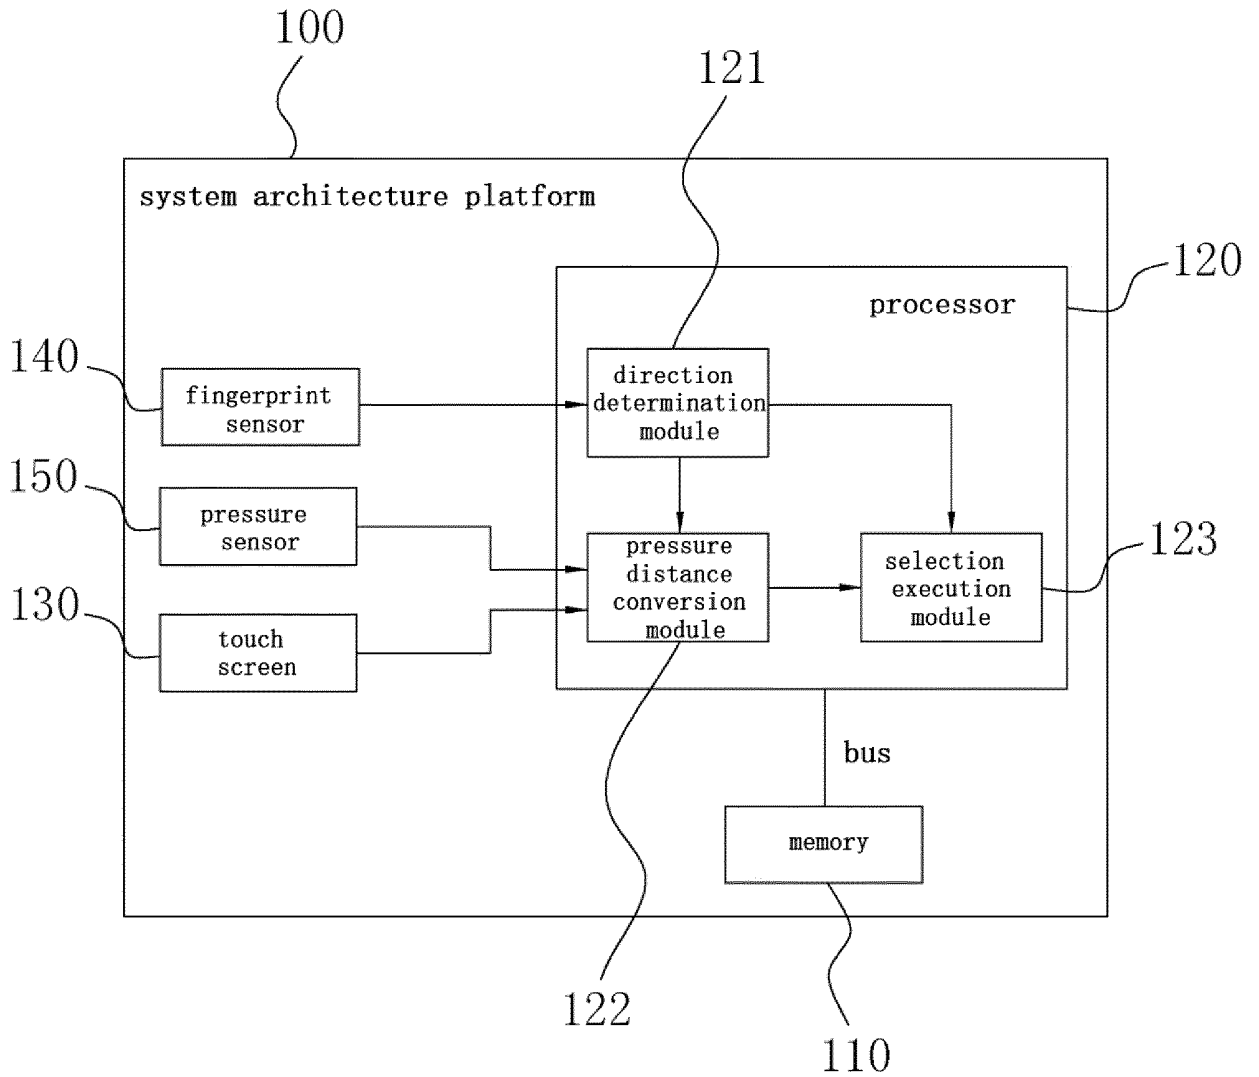 100
121
system architecture platform
120
processor
140
fingerprint
sensor
direction
determination
module
150
pressure
sensor
pressure
distance
conversion
module
selection
execution
module
123
130
touch
screen
bus
memory
122
110